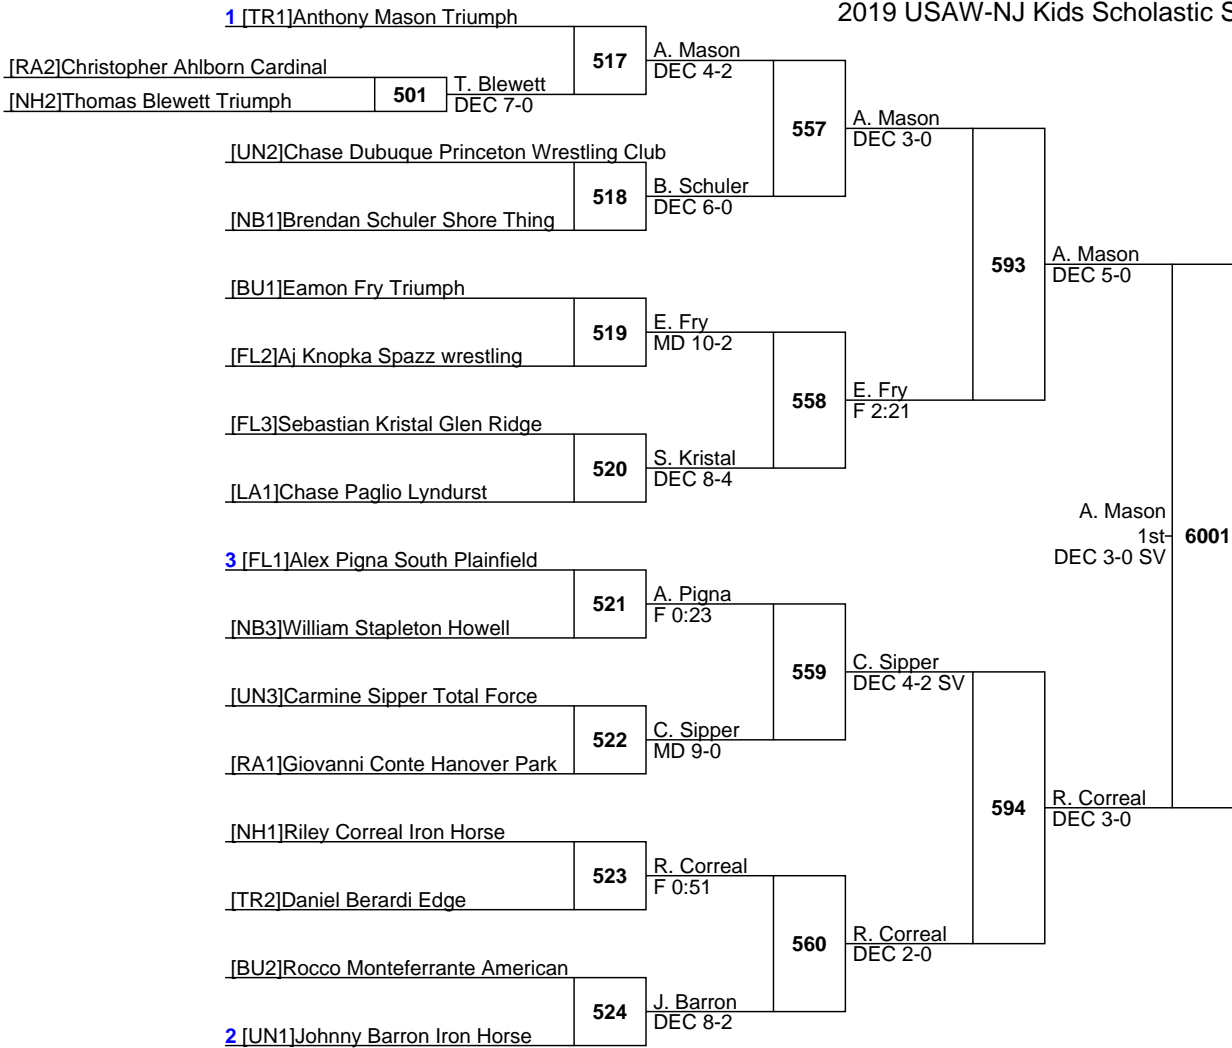 2019 USAW-NJ Kids Scholastic S
1 [TR1]Anthony Mason Triumph
517
A. Mason
DEC 4-2
[RA2]Christopher Ahlborn Cardinal
501
T. Blewett
DEC 7-0
[NH2]Thomas Blewett Triumph
557
A. Mason
DEC 3-0
[UN2]Chase Dubuque Princeton Wrestling Club
518
B. Schuler
DEC 6-0
[NB1]Brendan Schuler Shore Thing
593
A. Mason
DEC 5-0
[BU1]Eamon Fry Triumph
519
E. Fry
MD 10-2
[FL2]Aj Knopka Spazz wrestling
558
E. Fry
F 2:21
[FL3]Sebastian Kristal Glen Ridge
520
S. Kristal
DEC 8-4
[LA1]Chase Paglio Lyndurst
A. Mason
1st
DEC 3-0 SV
6001
3 [FL1]Alex Pigna South Plainfield
521
A. Pigna
F 0:23
[NB3]William Stapleton Howell
559
C. Sipper
DEC 4-2 SV
[UN3]Carmine Sipper Total Force
522
C. Sipper
MD 9-0
[RA1]Giovanni Conte Hanover Park
594
R. Correal
DEC 3-0
[NH1]Riley Correal Iron Horse
523
R. Correal
F 0:51
[TR2]Daniel Berardi Edge
560
R. Correal
DEC 2-0
[BU2]Rocco Monteferrante American
524
J. Barron
DEC 8-2
2 [UN1]Johnny Barron Iron Horse